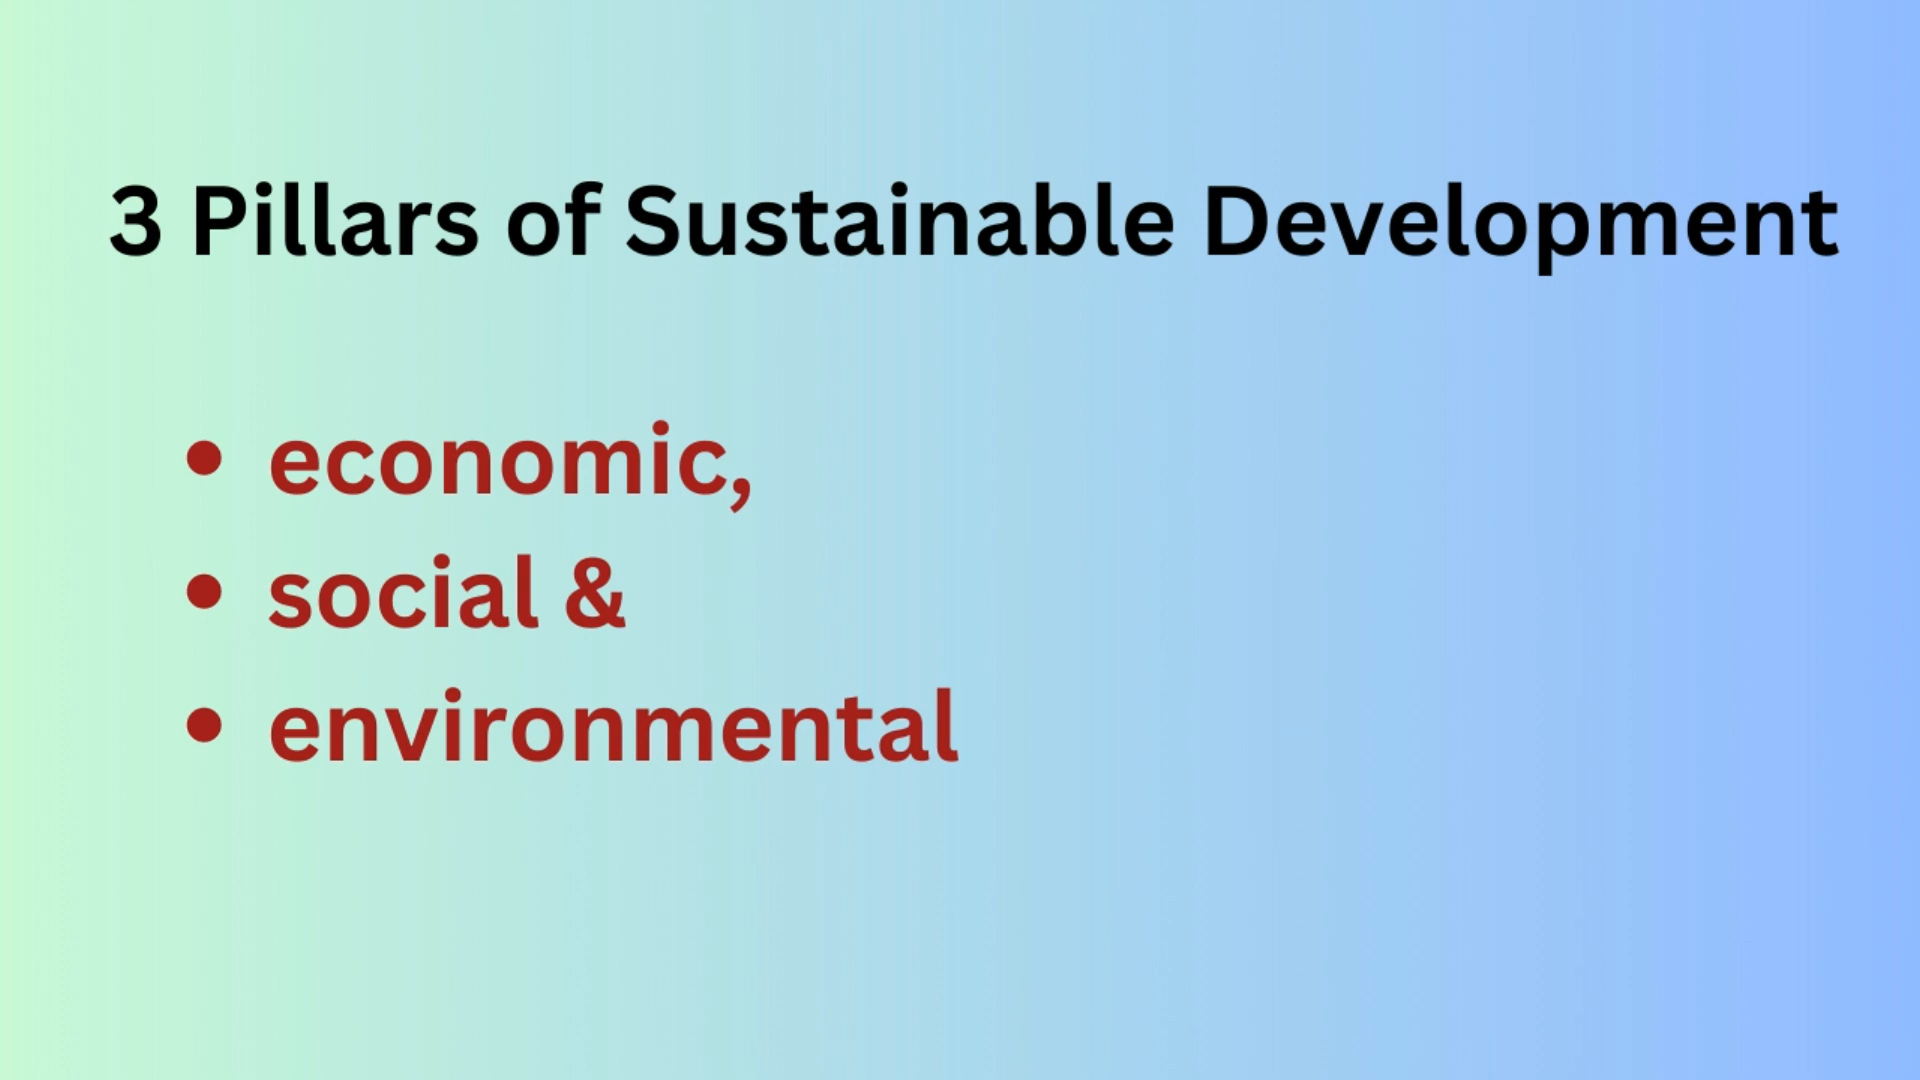 3 Pillars of Sustainable Development
• economic,
• social &
• environmental